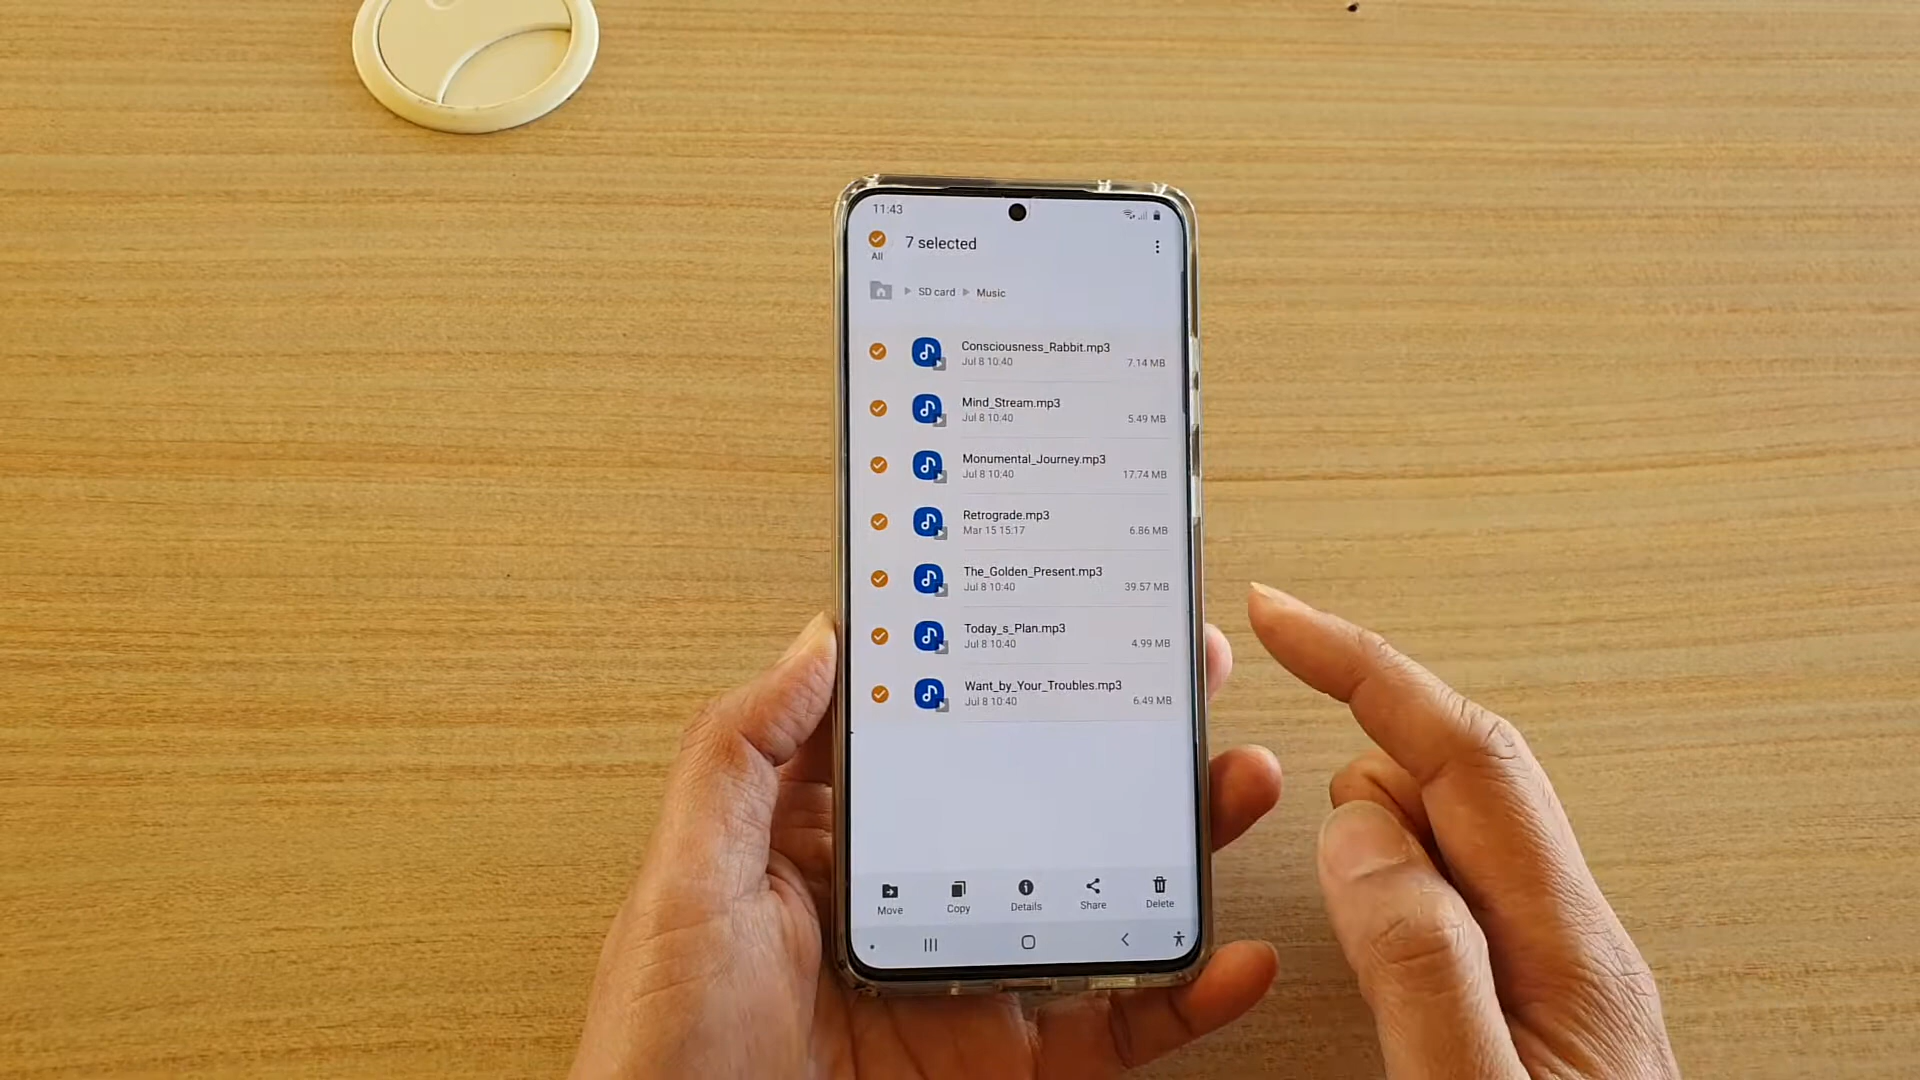 11:43
All
7 selected
SD card
Music
Consciousness_Rabbit.mp3
Jul 8 10:40
7.14 MB
Mind_Stream.mp3
Jul 8 10:40
5.49 MB
Monumental_Journey.mp3
Jul 8 10:40
17.74 MB
Retrograde.mp3
Mar 15 15:17
6.86 MB
The_Golden_Present.mp3
Jul 8 10:40
39.57 MB
Today_s_Plan.mp3
Jul 8 10:40
4.99 MB
Want_by_Your_Troubles.mp3
Jul 8 10:40
6.49 MB
Move
Copy
Details
Share
Delete